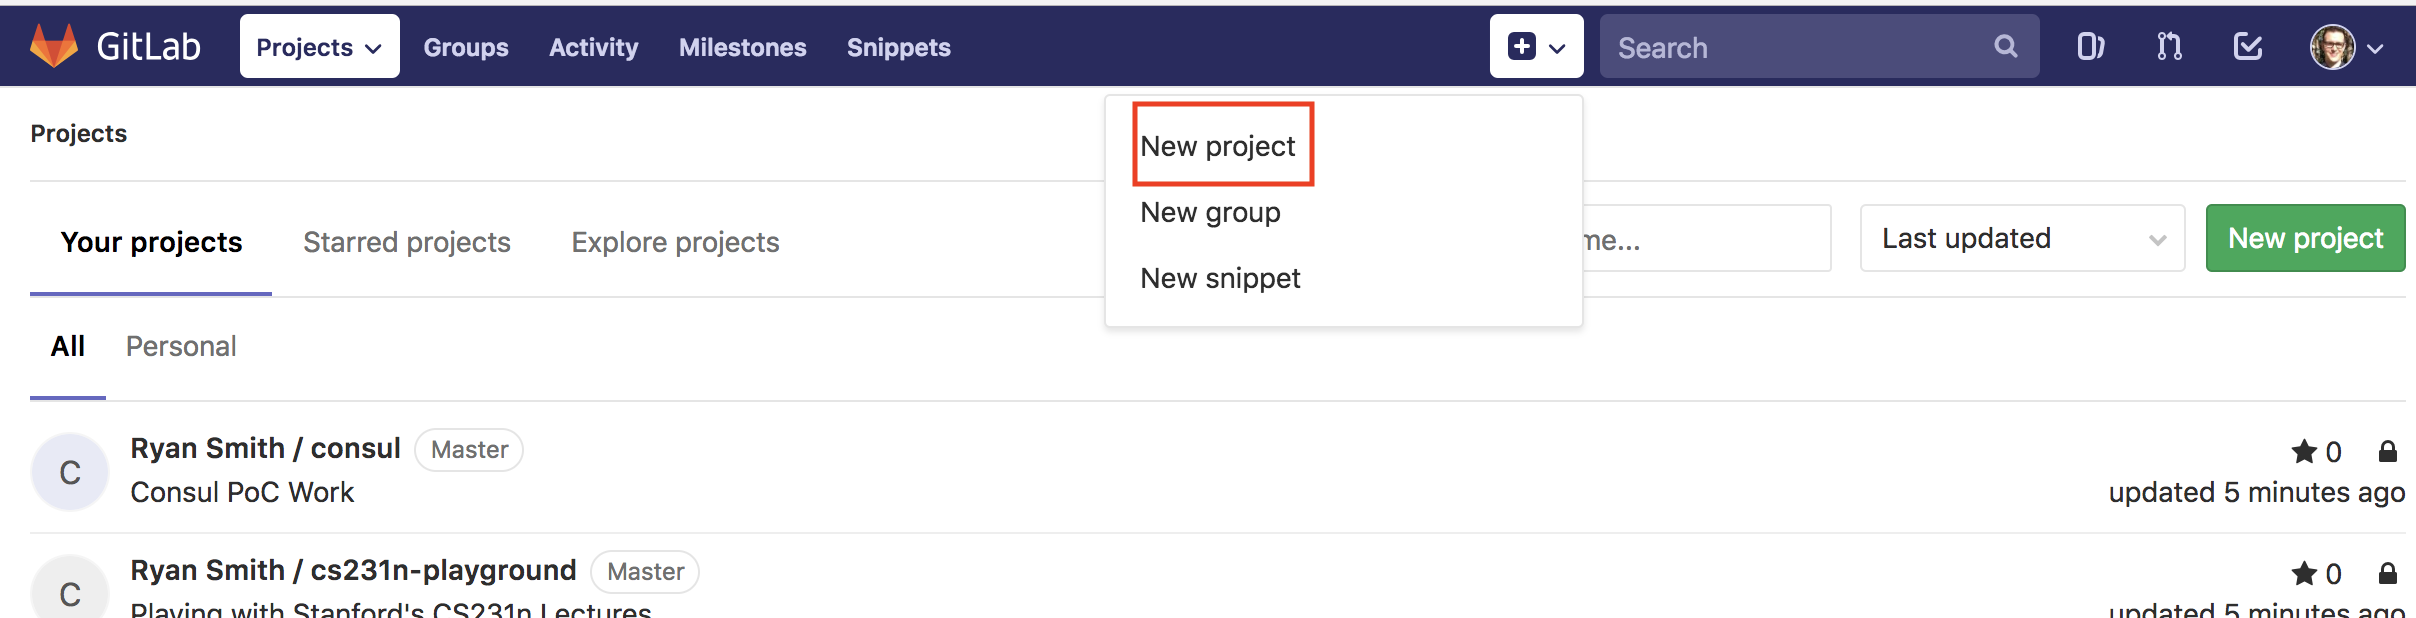 GitLab Projects Groups Activity Milestones Snippets Search
Projects
New project
New group
New snippet
Your projects Starred projects Explore projects me... Last updated New project
All Personal
C Ryan Smith / consul Master 0
Consul PoC Work updated 5 minutes ago
C Ryan Smith / cs231n-playground Master 0
Playing with Stanford's CS231n Lectures updated 5 minutes ago